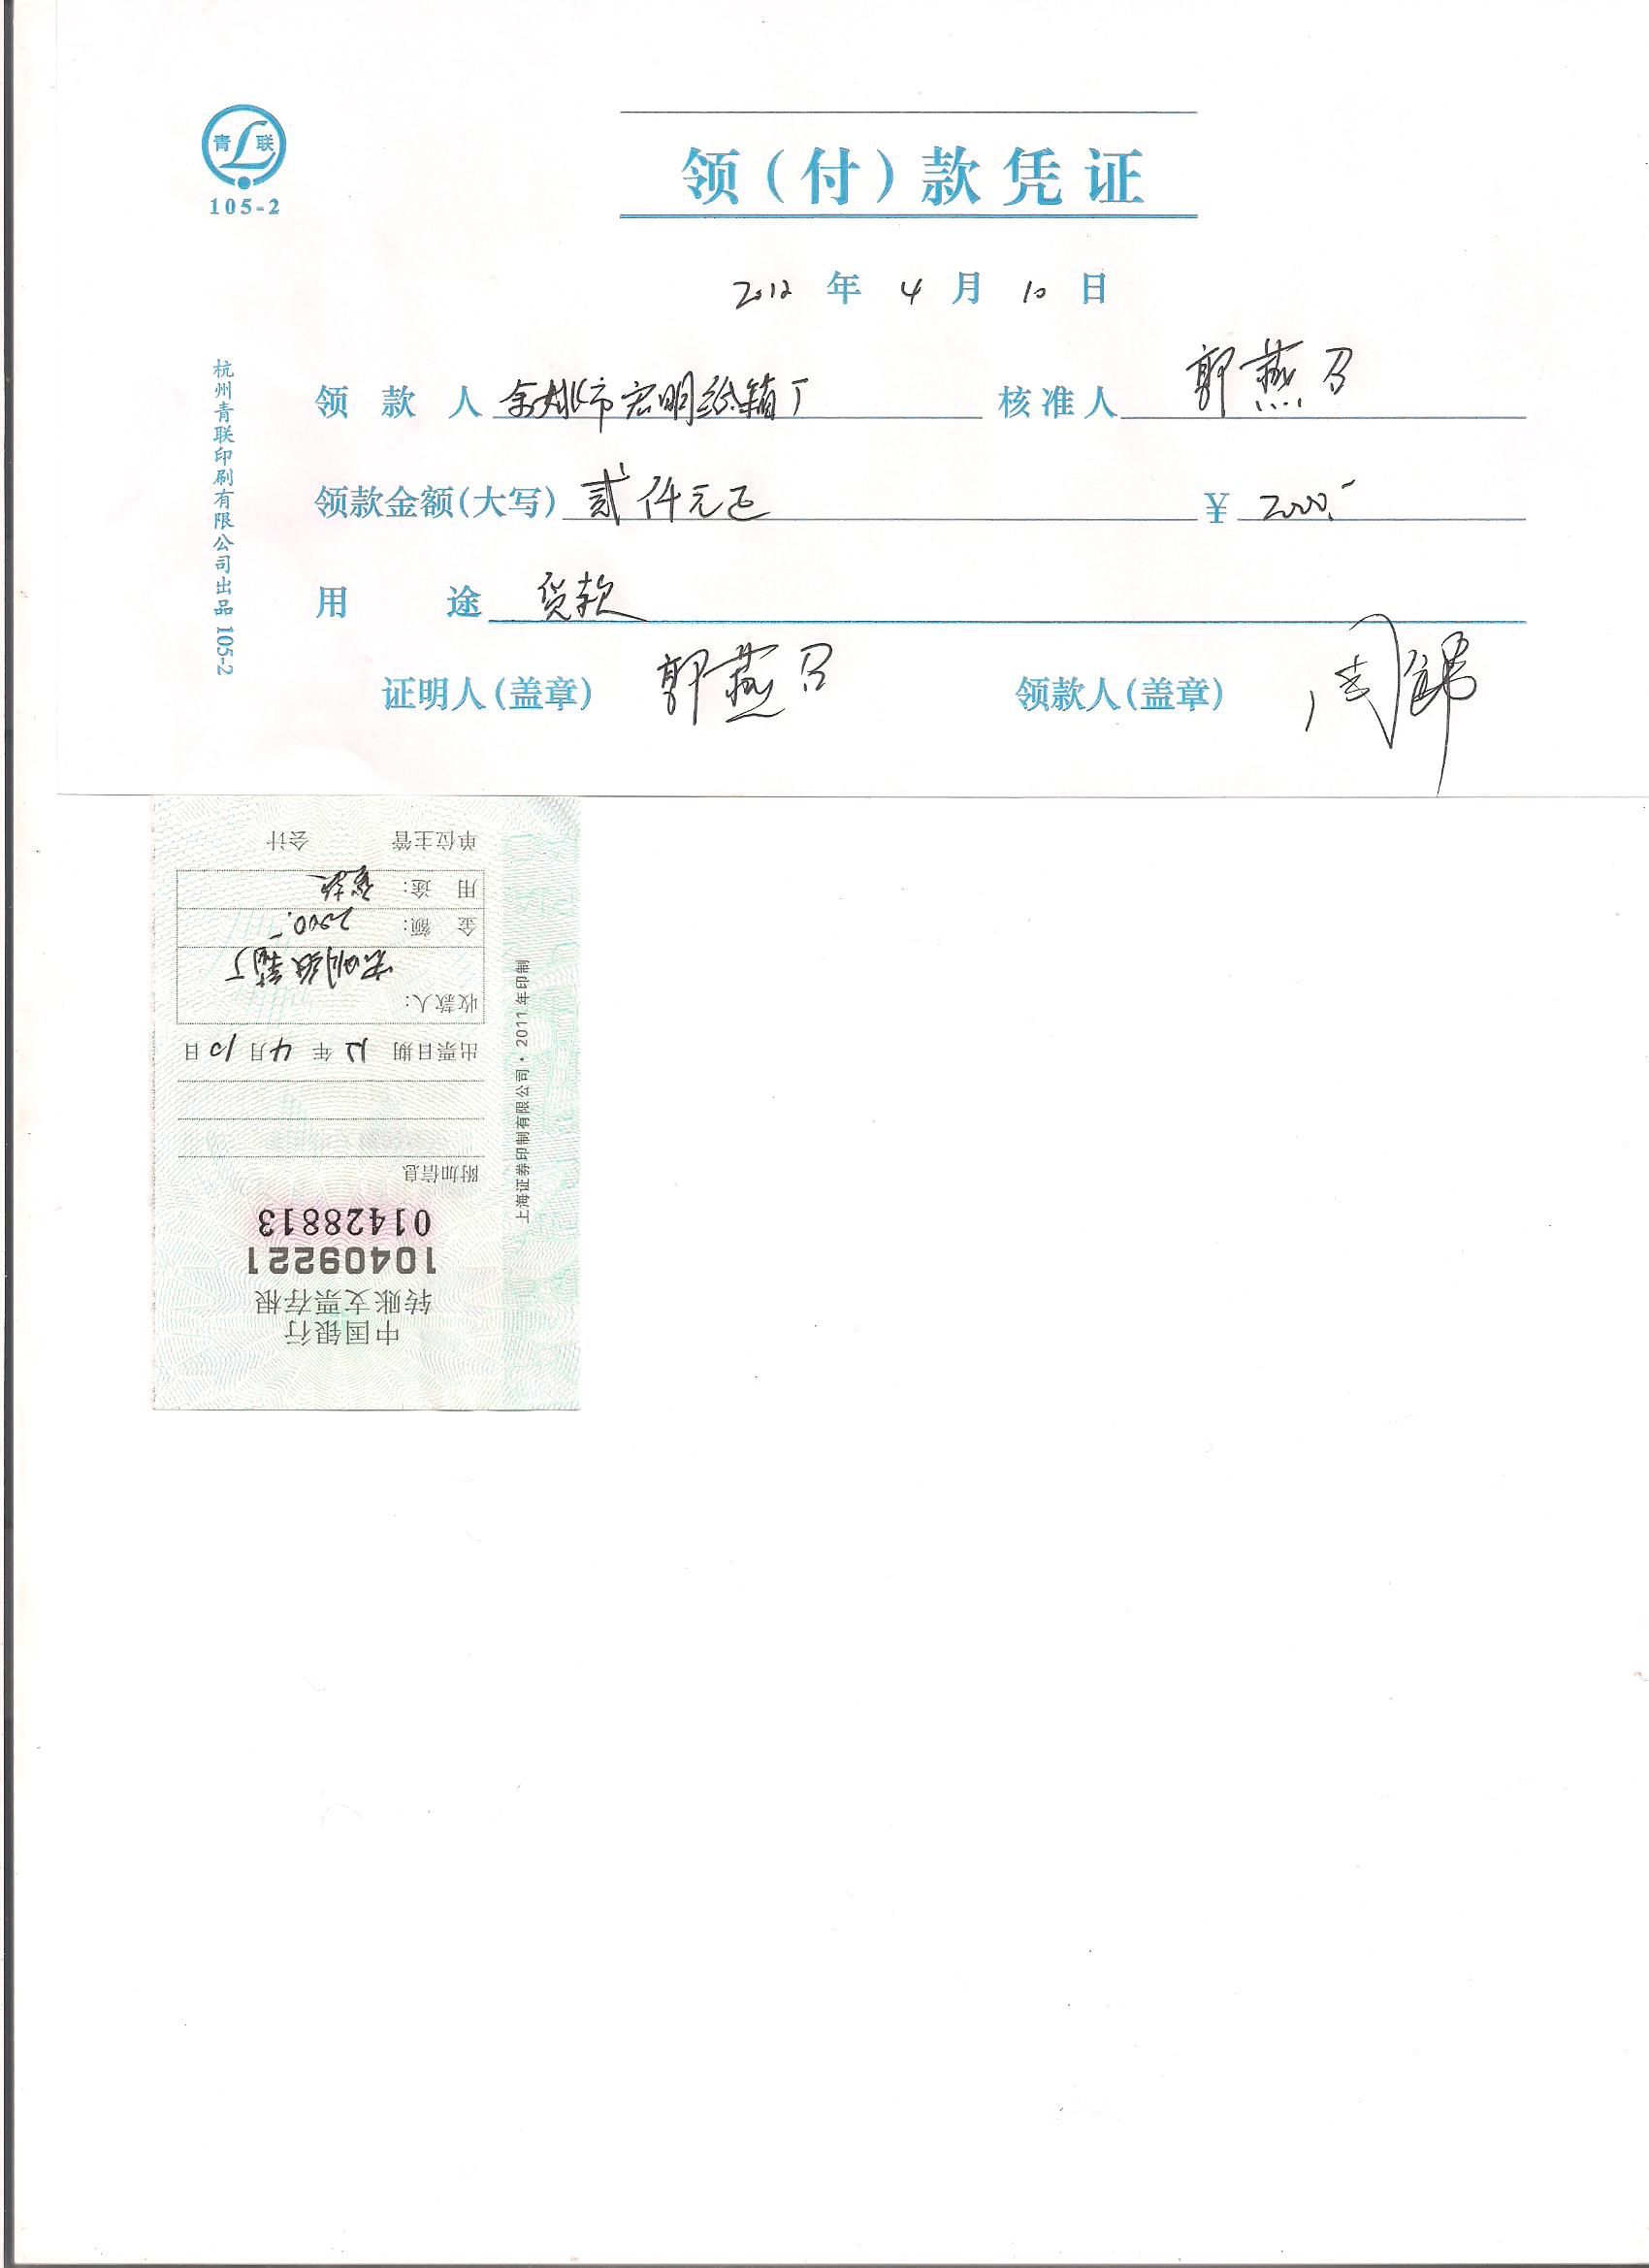 青 联
105-2
领（付）款凭证
2012 年 4 月 10 日
领 款 人 余姚市宏明纸箱厂 核准人 郭燕召
领款金额（大写） 贰仟元正 ￥ 2000.-
用 途 货款
证明人（盖章） 郭燕召 领款人（盖章）
杭州青联印刷有限公司出品 105-2
中国银行
转账支票存根
10409221
01428813
附加信息
出票日期 12 年 4 月 10 日
收款人：
宏明纸箱厂
金 额： 2000.-
用 途： 货款
单位主管 会计
上海证券印制有限公司·2011年印制